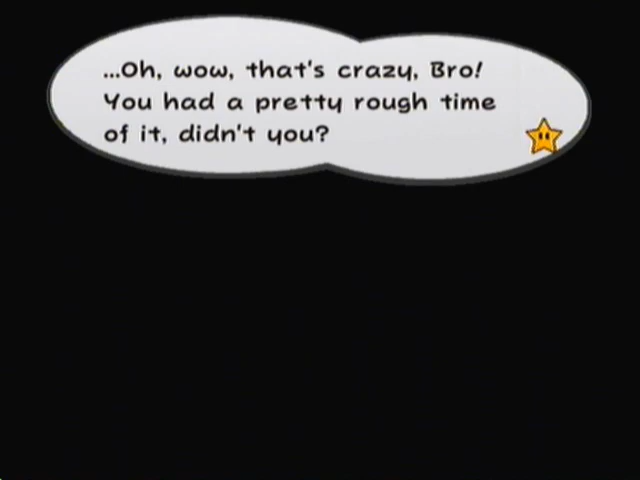 ...Oh, wow, that's crazy, Bro!
You had a pretty rough time
of it, didn't you?